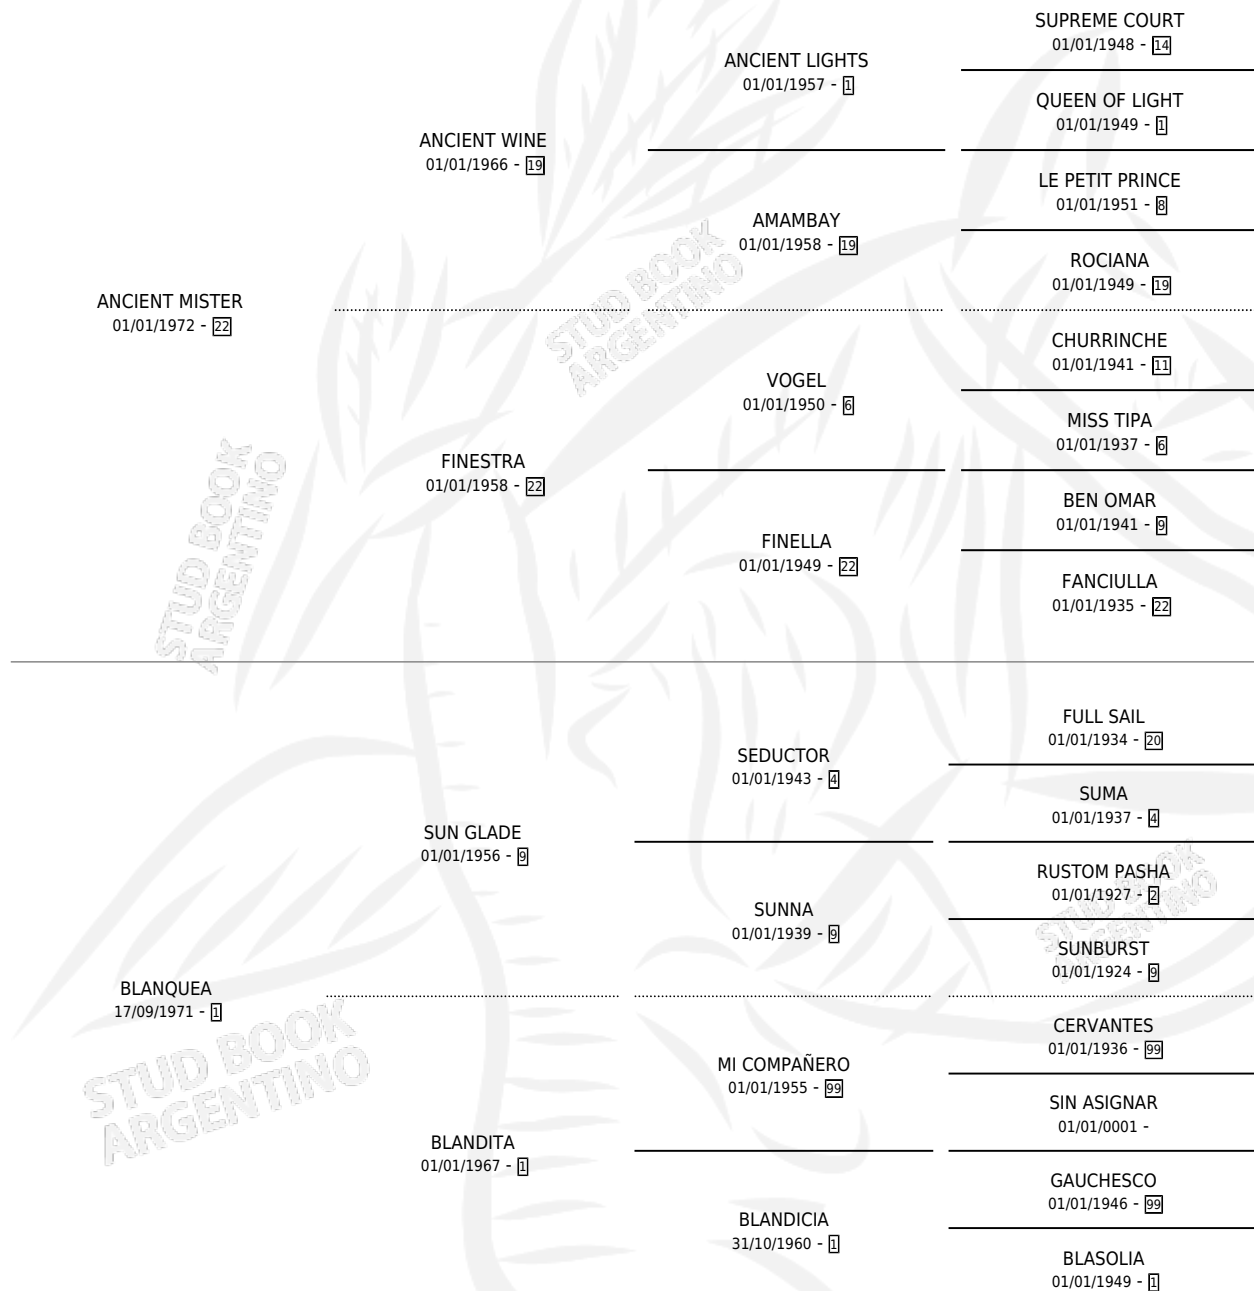 SUPREME COURT
01/01/1948 - 14
ANCIENT LIGHTS
01/01/1957 - 1
QUEEN OF LIGHT
01/01/1949 - 1
ANCIENT WINE
01/01/1966 - 19
LE PETIT PRINCE
01/01/1951 - 8
AMAMBAY
01/01/1958 - 19
ROCIANA
01/01/1949 - 19
ANCIENT MISTER
01/01/1972 - 22
CHURRINCHE
01/01/1941 - 11
VOGEL
01/01/1950 - 6
MISS TIPA
01/01/1937 - 6
FINESTRA
01/01/1958 - 22
BEN OMAR
01/01/1941 - 9
FINELLA
01/01/1949 - 22
FANCIULLA
01/01/1935 - 22
FULL SAIL
01/01/1934 - 20
SEDUCTOR
01/01/1943 - 4
SUMA
01/01/1937 - 4
SUN GLADE
01/01/1956 - 9
RUSTOM PASHA
01/01/1927 - 2
SUNNA
01/01/1939 - 9
SUNBURST
01/01/1924 - 9
BLANQUEA
17/09/1971 - 1
CERVANTES
01/01/1936 - 99
MI COMPAÑERO
01/01/1955 - 99
SIN ASIGNAR
01/01/0001 -
BLANDITA
01/01/1967 - 1
GAUCHESCO
01/01/1946 - 99
BLANDICIA
31/10/1960 - 1
BLASOLIA
01/01/1949 - 1
STUD BOOK
ARGENTINO
STUD BOOK
ARGENTINO
STUD BOOK
ARGENTINO
STUD BOOK
ARGENTINO